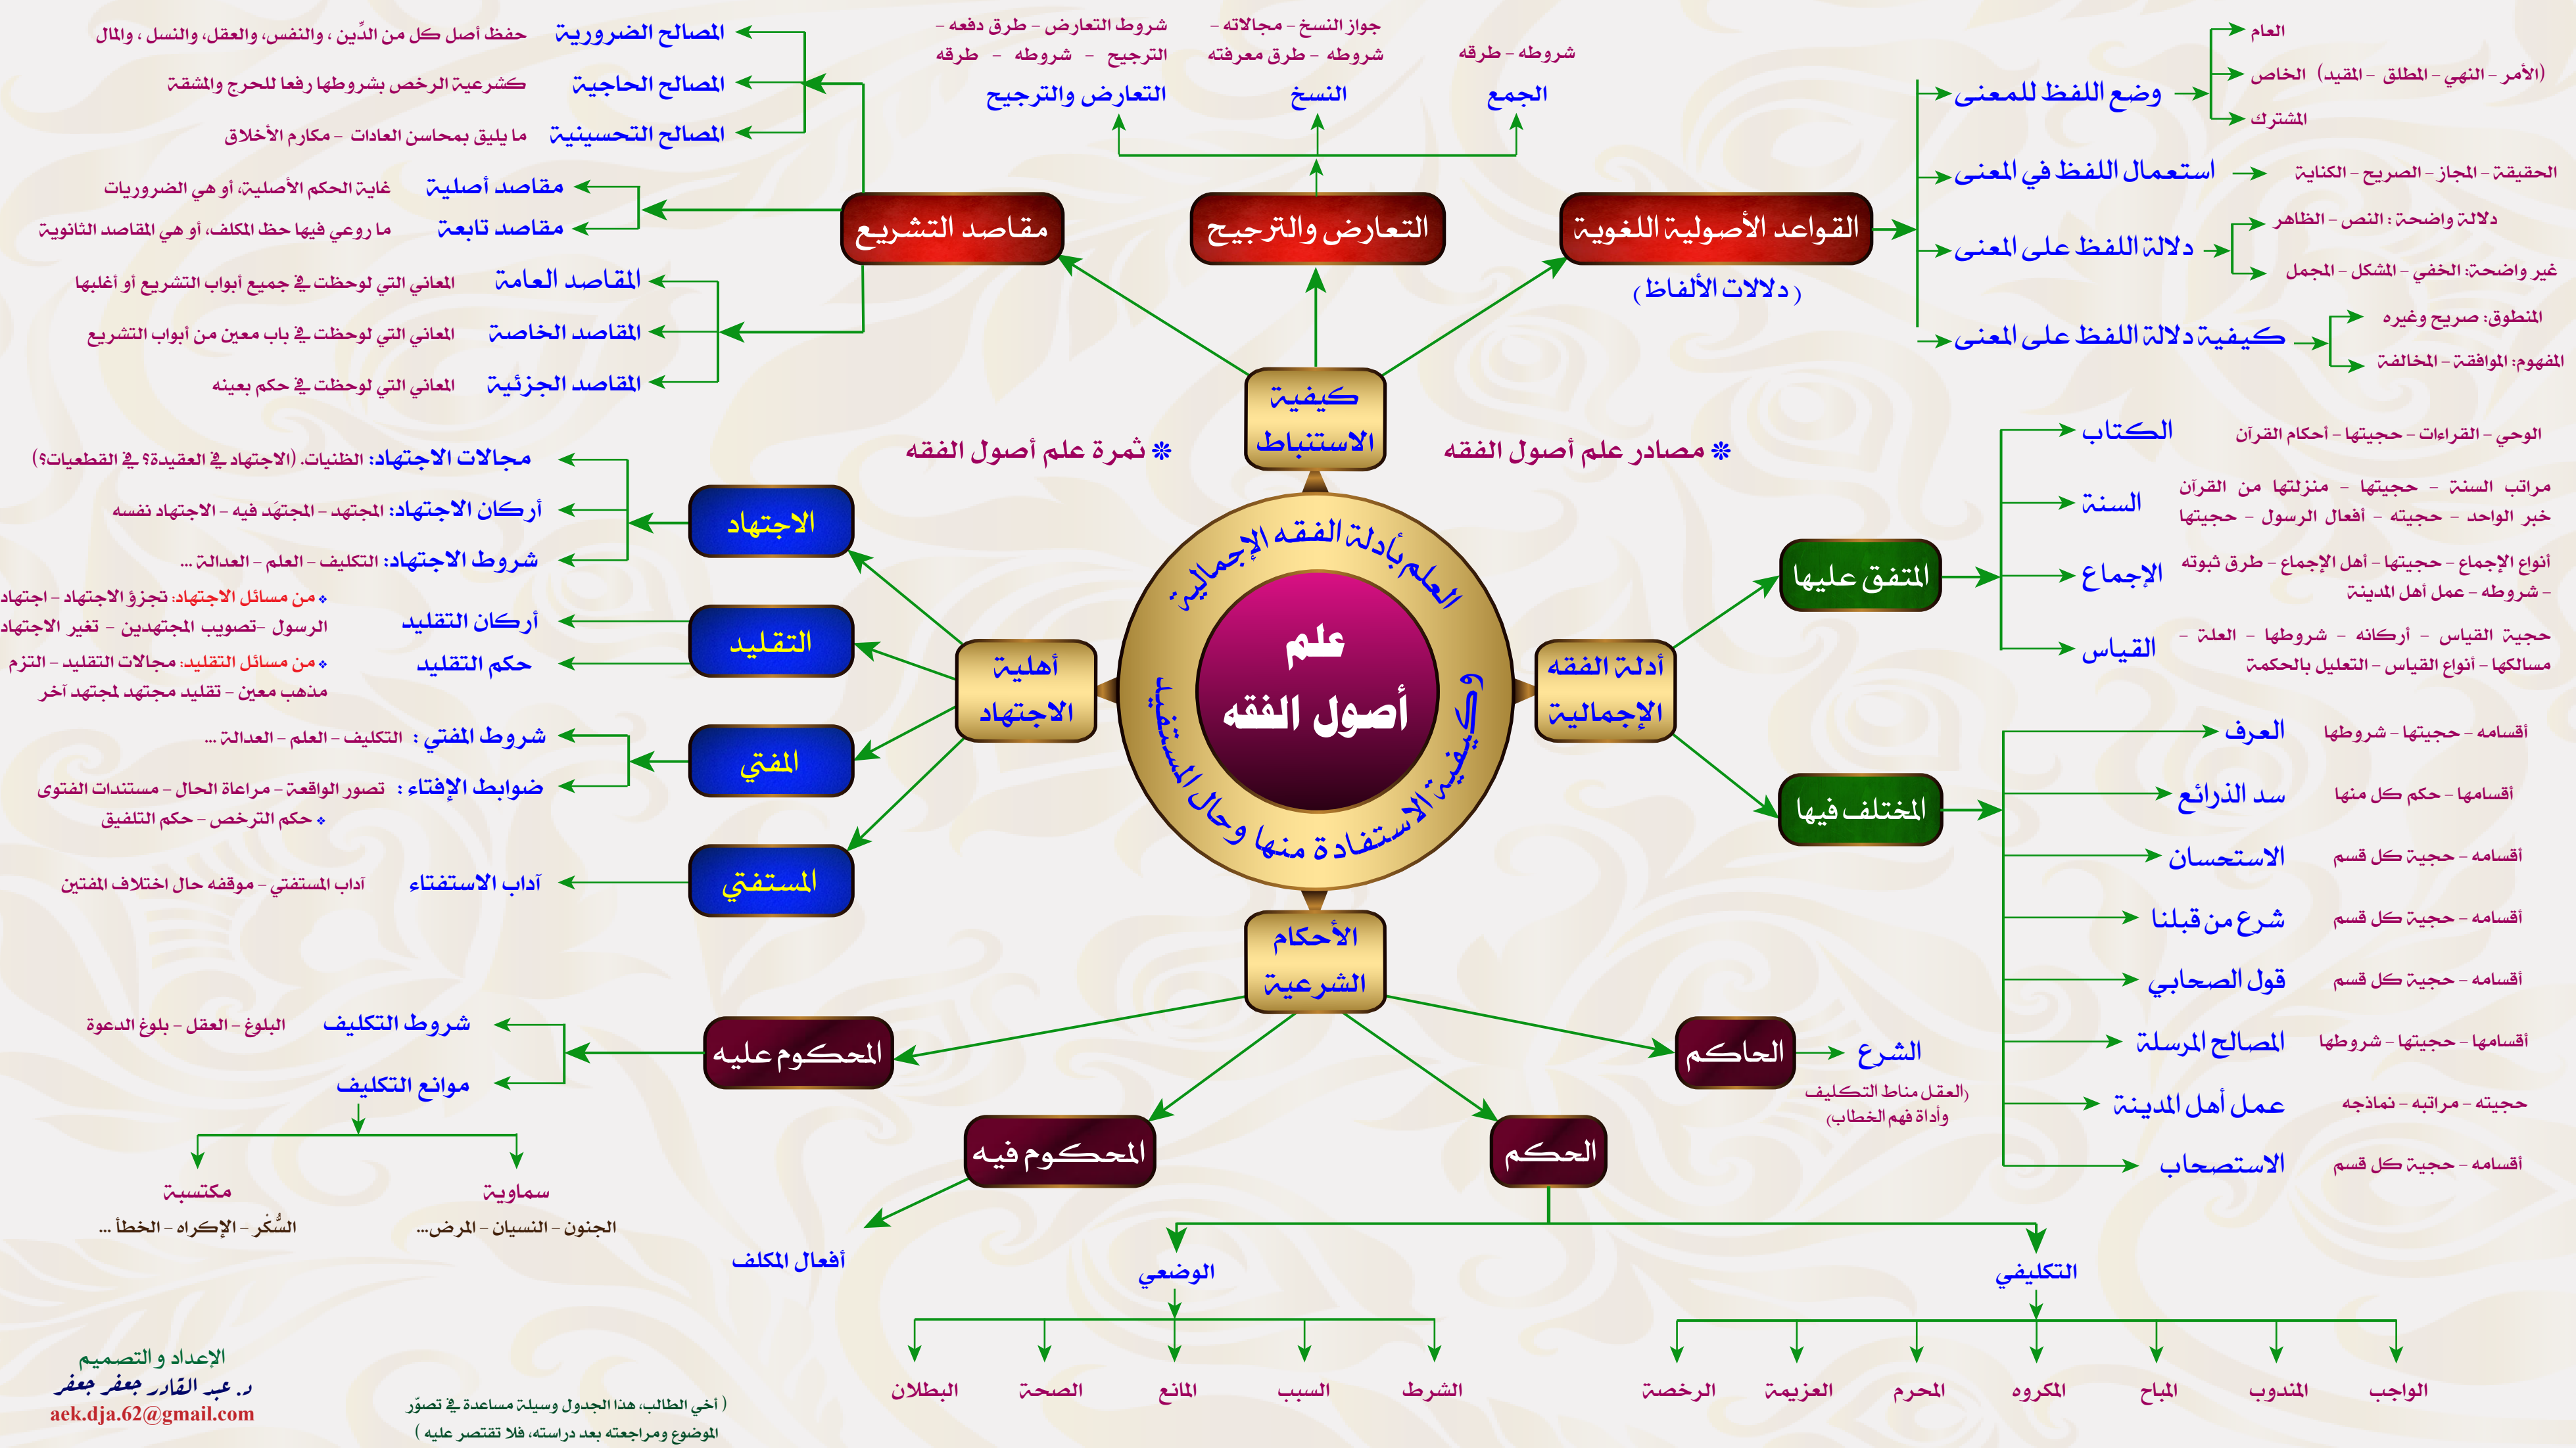 علم
أصول الفقه
العلم بأدلة الفقه الإجمالية
وكيفية الاستفادة منها وحال المستفيد
* مصادر علم أصول الفقه
* ثمرة علم أصول الفقه
كيفية
الاستنباط
القواعد الأصولية اللغوية
(دلالات الألفاظ)
وضع اللفظ للمعنى
العام
الخاص (الأمر - النهي - المطلق - المقيد)
المشترك
استعمال اللفظ في المعنى
الحقيقة - المجاز - الصريح - الكناية
دلالة اللفظ على المعنى
دلالة واضحة : النص - الظاهر
غير واضحة: الخفي - المشكل - المجمل
كيفية دلالة اللفظ على المعنى
المنطوق: صريح وغيره
المفهوم: الموافقة - المخالفة
التعارض والترجيح
الجمع
شروطه - طرقه
النسخ
جواز النسخ - مجالاته -
شروطه - طرق معرفته
التعارض والترجيح
شروط التعارض - طرق دفعه -
الترجيح - شروطه - طرقه
مقاصد التشريع
المصالح الضرورية
حفظ أصل كل من الدِّين ، والنفس، والعقل، والنسل ، والمال
المصالح الحاجية
كشرعية الرخص بشروطها رفعا للحرج والمشقة
المصالح التحسينية
ما يليق بمحاسن العادات - مكارم الأخلاق
مقاصد أصلية
غاية الحكم الأصلية، أو هي الضروريات
مقاصد تابعة
ما روعي فيها حظ المكلف، أو هي المقاصد الثانوية
المقاصد العامة
المعاني التي لوحظت في جميع أبواب التشريع أو أغلبها
المقاصد الخاصة
المعاني التي لوحظت في باب معين من أبواب التشريع
المقاصد الجزئية
المعاني التي لوحظت في حكم بعينه
أدلة الفقه
الإجمالية
المتفق عليها
الكتاب
الوحي - القراءات - حجيتها - أحكام القرآن
السنة
مراتب السنة - حجيتها - منزلتها من القرآن
خبر الواحد - حجيته - أفعال الرسول - حجيتها
الإجماع
أنواع الإجماع - حجيتها - أهل الإجماع - طرق ثبوته
- شروطه - عمل أهل المدينة
القياس
حجية القياس - أركانه - شروطها - العلة -
مسالكها - أنواع القياس - التعليل بالحكمة
المختلف فيها
العرف
أقسامه - حجيتها - شروطها
سد الذرائع
أقسامها - حكم كل منها
الاستحسان
أقسامه - حجية كل قسم
شرع من قبلنا
أقسامه - حجية كل قسم
قول الصحابي
أقسامه - حجية كل قسم
المصالح المرسلة
أقسامها - حجيتها - شروطها
عمل أهل المدينة
حجيته - مراتبه - نماذجه
الاستصحاب
أقسامه - حجية كل قسم
أهلية
الاجتهاد
الاجتهاد
مجالات الاجتهاد: الظنيات. (الاجتهاد في العقيدة؟ في القطعيات؟)
أركان الاجتهاد: المجتهد - المجتهَد فيه - الاجتهاد نفسه
شروط الاجتهاد: التكليف - العلم - العدالة ...
التقليد
أركان التقليد
حكم التقليد
* من مسائل الاجتهاد: تجزؤ الاجتهاد - اجتهاد
الرسول -تصويب المجتهدين - تغير الاجتهاد
* من مسائل التقليد: مجالات التقليد - التزم
مذهب معين - تقليد مجتهد لمجتهد آخر
المفتي
شروط المفتي : التكليف - العلم - العدالة ...
ضوابط الإفتاء : تصور الواقعة - مراعاة الحال - مستندات الفتوى
* حكم الترخص - حكم التلفيق
المستفتي
آداب الاستفتاء
آداب المستفتي - موقفه حال اختلاف المفتين
الأحكام
الشرعية
الحاكم
الشرع
(العقل مناط التكليف
وأداة فهم الخطاب)
الحكم
التكليفي
الواجب
المندوب
المباح
المكروه
المحرم
العزيمة
الرخصة
الوضعي
الشرط
السبب
المانع
الصحة
البطلان
المحكوم فيه
أفعال المكلف
المحكوم عليه
شروط التكليف
البلوغ - العقل - بلوغ الدعوة
موانع التكليف
سماوية
الجنون - النسيان - المرض...
مكتسبة
السُّكْر - الإكراه - الخطأ ...
( أخي الطالب، هذا الجدول وسيلة مساعدة في تصوّر
الموضوع ومراجعته بعد دراسته، فلا تقتصر عليه )
الإعداد والتصميم
د. عبد القادر جعفر جعفر
aek.dja.62@gmail.com